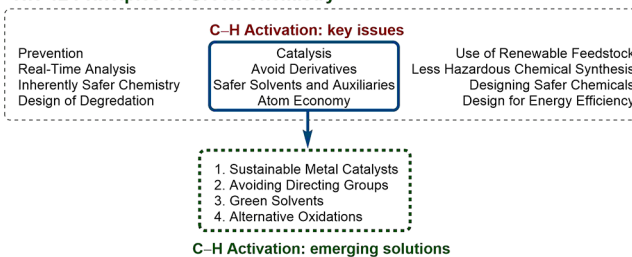 C–H Activation: key issues
Prevention
Real-Time Analysis
Inherently Safer Chemistry
Design of Degredation
Catalysis
Avoid Derivatives
Safer Solvents and Auxiliaries
Atom Economy
Use of Renewable Feedstock
Less Hazardous Chemical Synthesis
Designing Safer Chemicals
Design for Energy Efficiency
1. Sustainable Metal Catalysts
2. Avoiding Directing Groups
3. Green Solvents
4. Alternative Oxidations
C–H Activation: emerging solutions